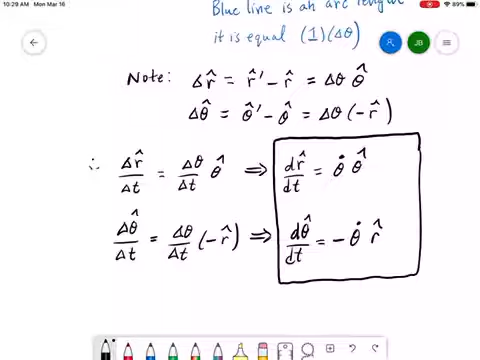 10:29 AM Mon Mar 16
89%
Blue line is an arc length
it is equal (1)(Δθ)
JB
Note: Δr̂ = r̂' − r̂ = Δθ θ̂
Δθ̂ = θ̂' − θ̂ = Δθ (−r̂)
∴ Δr̂/Δt = Δθ/Δt θ̂ ⇒ dr̂/dt = θ̇ θ̂
Δθ̂/Δt = Δθ/Δt (−r̂) ⇒ dθ̂/dt = − θ̇ r̂